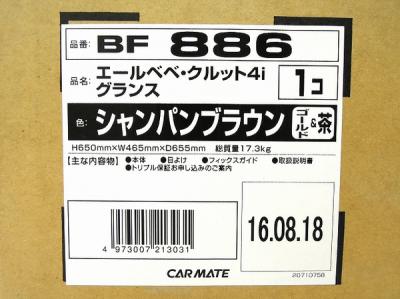 品番: BF 886
品名: エールベベ・クルット4i
グランス
1コ
色: シャンパンブラウン
ゴールド&茶
H650mm×W465mm×D655mm 総質量17.3kg
【主な内容物】 ●本体 ●日よけ ●フィックスガイド ●取扱説明書
●トリプル保証お申し込みのご案内
4 973007 213031
16.08.18
CARMATE
20710758